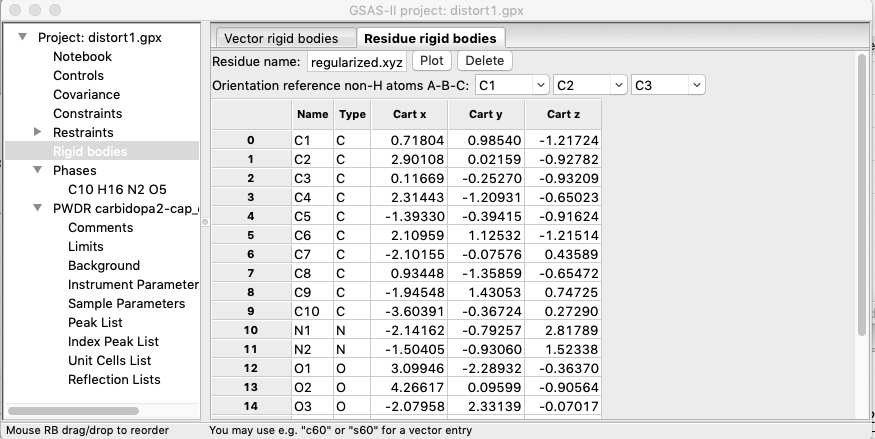 GSAS-II project: distort1.gpx
Project: distort1.gpx
Notebook
Controls
Covariance
Constraints
Restraints
Rigid bodies
Phases
C10 H16 N2 O5
PWDR carbidopa2-cap_
Comments
Limits
Background
Instrument Parameter
Sample Parameters
Peak List
Index Peak List
Unit Cells List
Reflection Lists
Vector rigid bodies Residue rigid bodies
Residue name: regularized.xyz Plot Delete
Orientation reference non-H atoms A-B-C: C1 C2 C3
Name Type Cart x Cart y Cart z
0 C1 C 0.71804 0.98540 -1.21724
1 C2 C 2.90108 0.02159 -0.92782
2 C3 C 0.11669 -0.25270 -0.93209
3 C4 C 2.31443 -1.20931 -0.65023
4 C5 C -1.39330 -0.39415 -0.91624
5 C6 C 2.10959 1.12532 -1.21514
6 C7 C -2.10155 -0.07576 0.43589
7 C8 C 0.93448 -1.35859 -0.65472
8 C9 C -1.94548 1.43053 0.74725
9 C10 C -3.60391 -0.36724 0.27290
10 N1 N -2.14162 -0.79257 2.81789
11 N2 N -1.50405 -0.93060 1.52338
12 O1 O 3.09946 -2.28932 -0.36370
13 O2 O 4.26617 0.09599 -0.90564
14 O3 O -2.07958 2.33139 -0.07017
Mouse RB drag/drop to reorder You may use e.g. "c60" or "s60" for a vector entry